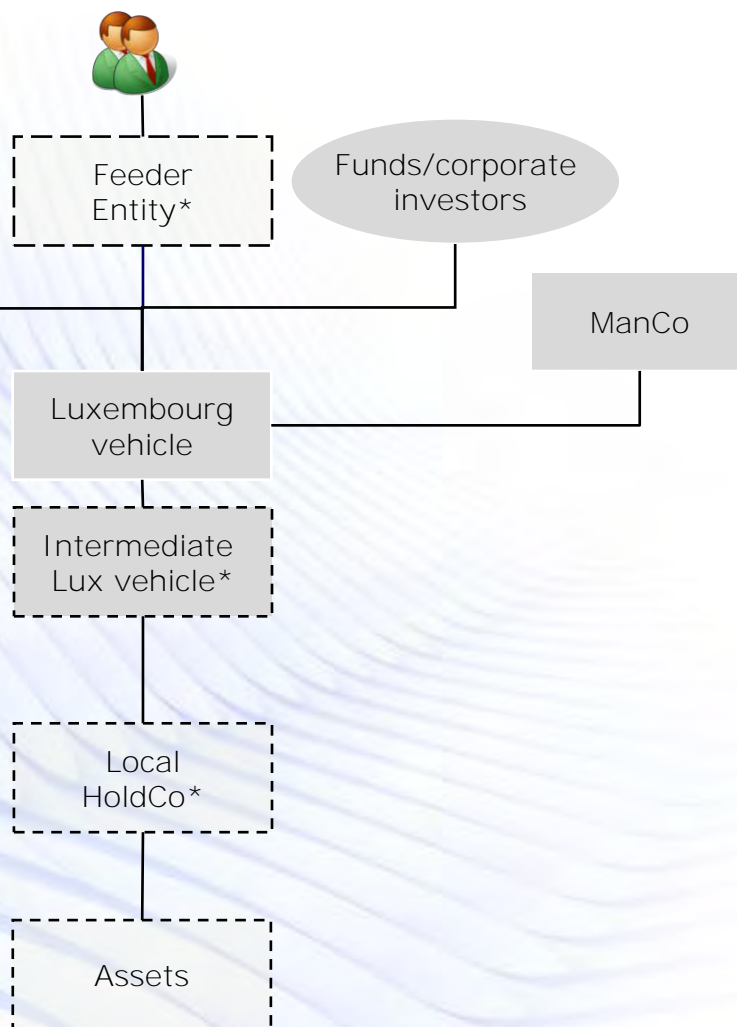 Feeder
Entity*
Funds/corporate
investors
ManCo
Luxembourg
vehicle
Intermediate
Lux vehicle*
Local
HoldCo*
Assets